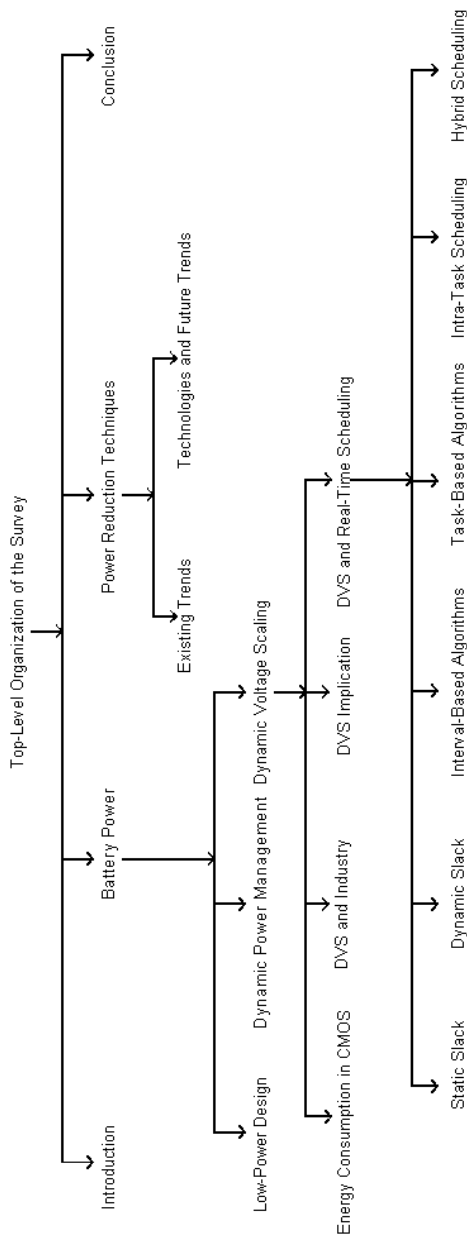 Top-Level Organization of the Survey
Introduction
Battery Power
Power Reduction Techniques
Conclusion
Existing Trends
Technologies and Future Trends
Low-Power Design
Dynamic Power Management
Dynamic Voltage Scaling
Energy Consumption in CMOS
DVS and Industry
DVS Implication
DVS and Real-Time Scheduling
Static Slack
Dynamic Slack
Interval-Based Algorithms
Task-Based Algorithms
Intra-Task Scheduling
Hybrid Scheduling